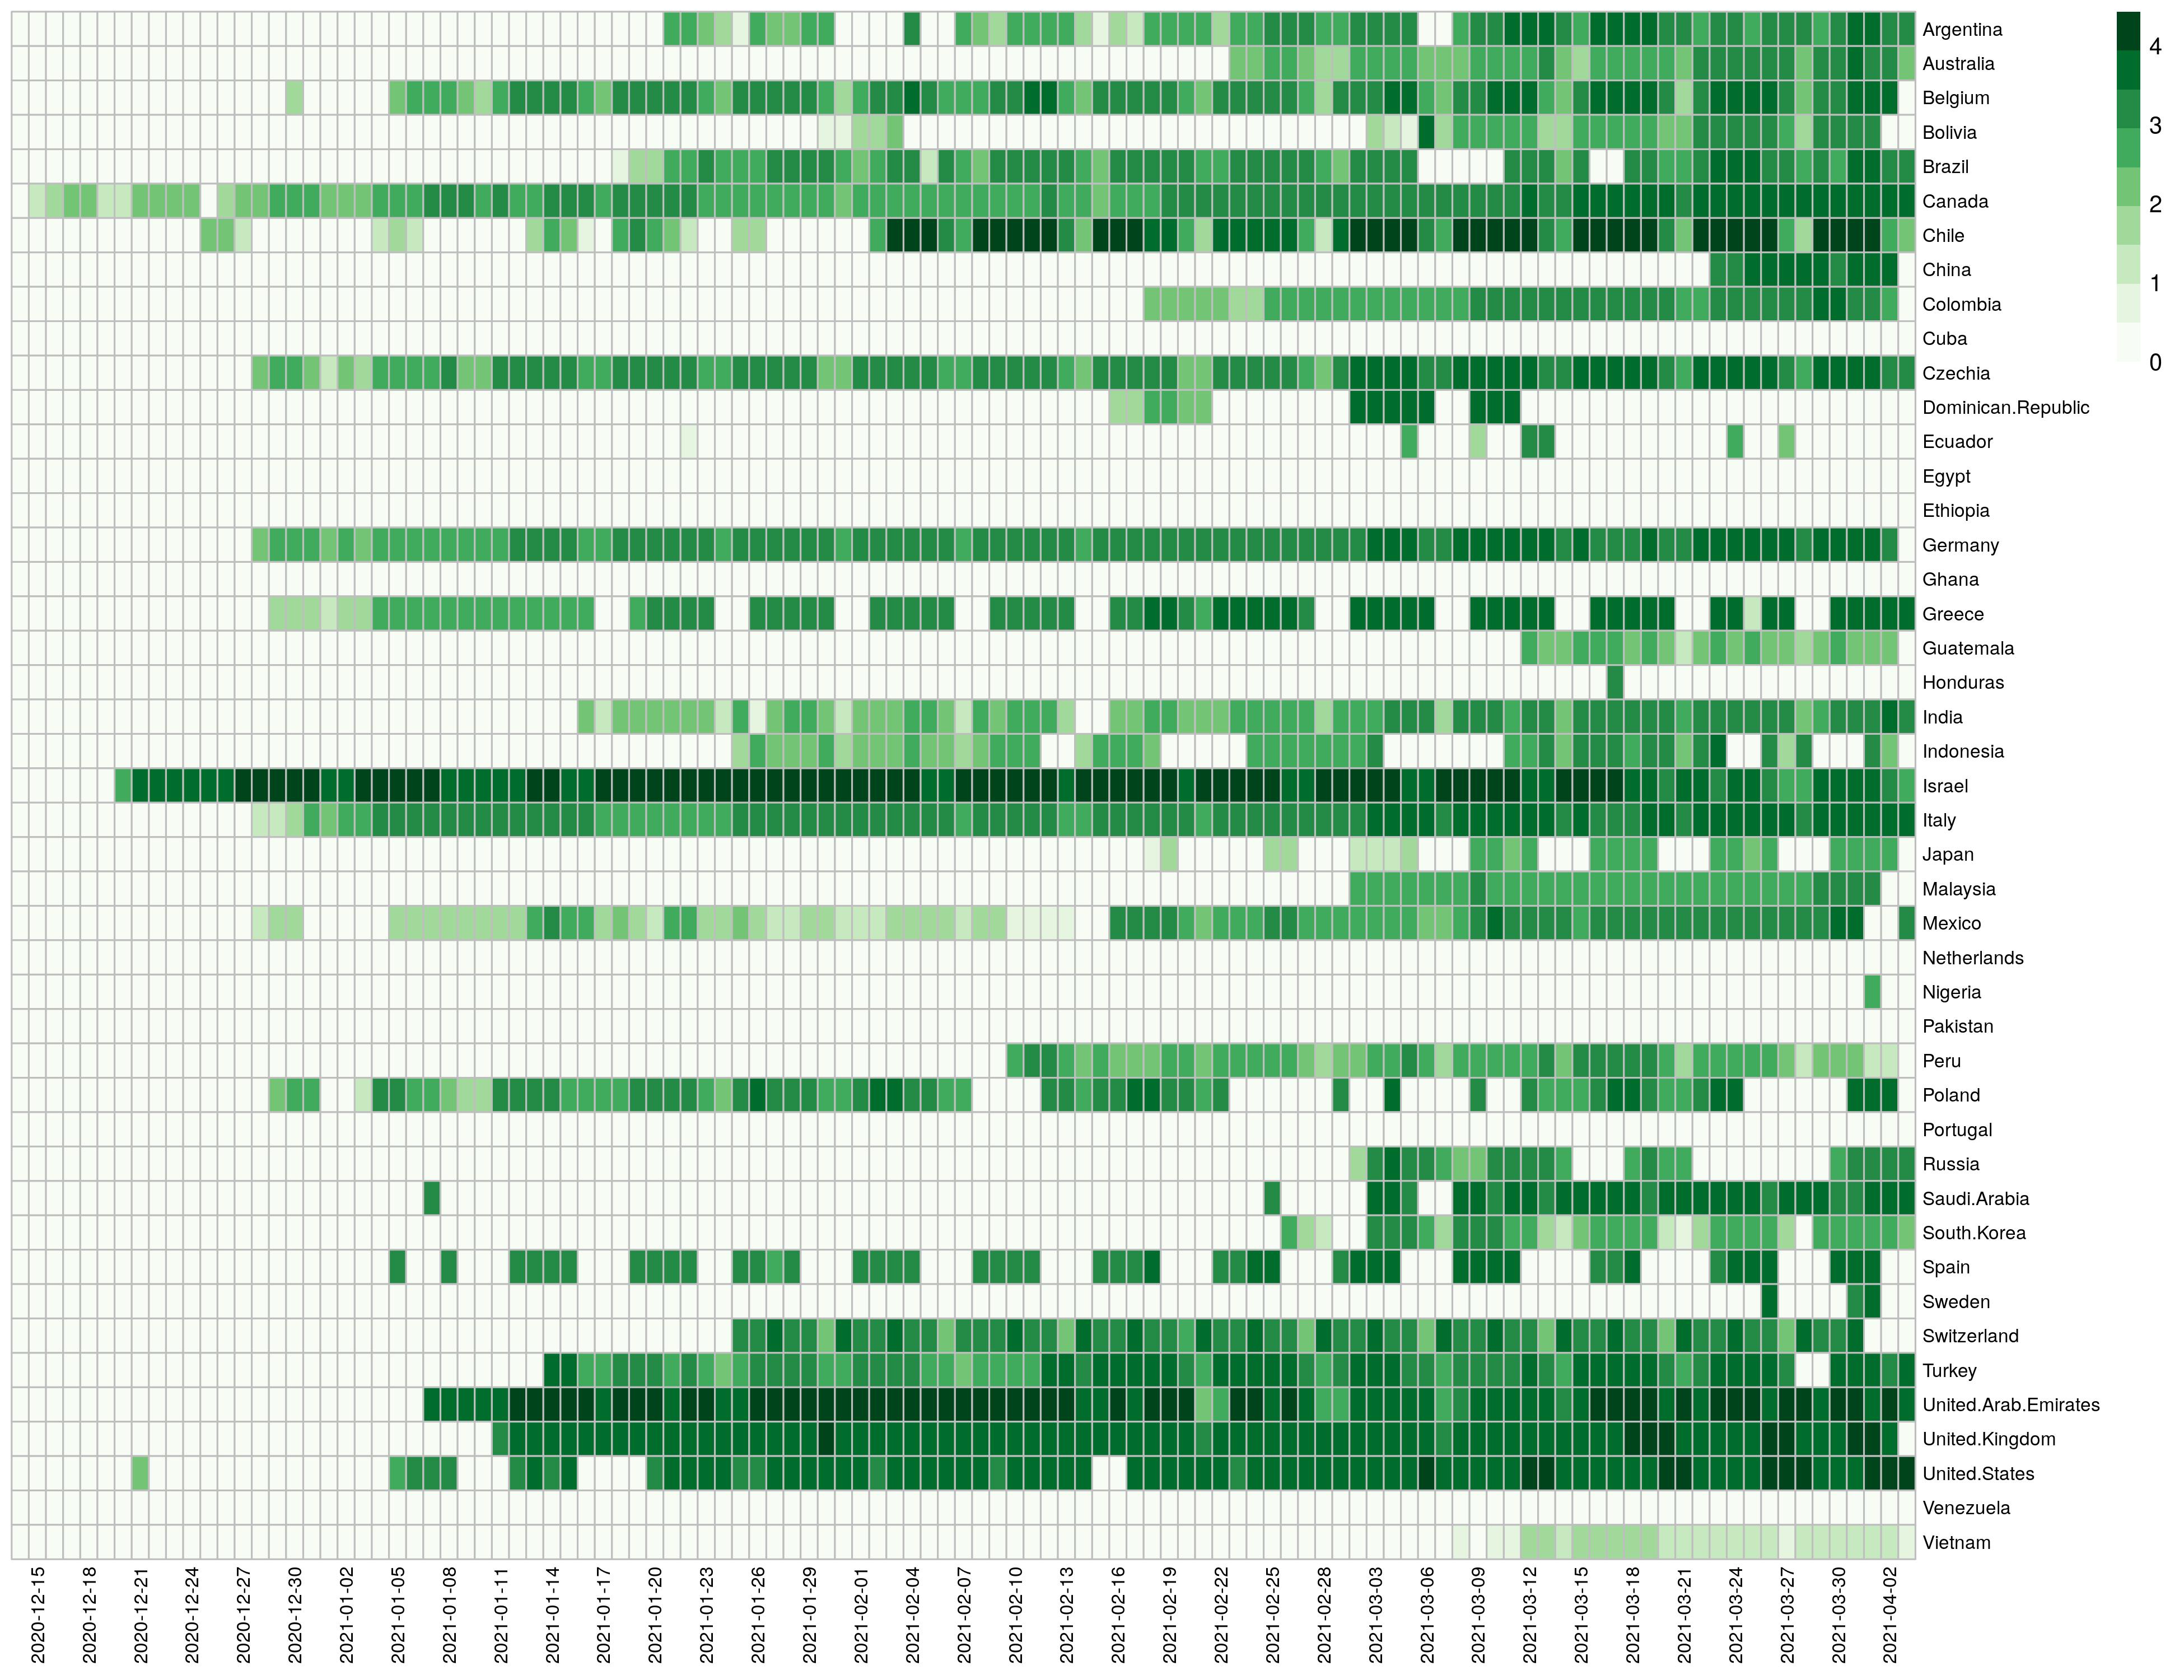 Argentina
Australia
Belgium
Bolivia
Brazil
Canada
Chile
China
Colombia
Cuba
Czechia
Dominican.Republic
Ecuador
Egypt
Ethiopia
Germany
Ghana
Greece
Guatemala
Honduras
India
Indonesia
Israel
Italy
Japan
Malaysia
Mexico
Netherlands
Nigeria
Pakistan
Peru
Poland
Portugal
Russia
Saudi.Arabia
South.Korea
Spain
Sweden
Switzerland
Turkey
United.Arab.Emirates
United.Kingdom
United.States
Venezuela
Vietnam
4
3
2
1
0
2020-12-15
2020-12-18
2020-12-21
2020-12-24
2020-12-27
2020-12-30
2021-01-02
2021-01-05
2021-01-08
2021-01-11
2021-01-14
2021-01-17
2021-01-20
2021-01-23
2021-01-26
2021-01-29
2021-02-01
2021-02-04
2021-02-07
2021-02-10
2021-02-13
2021-02-16
2021-02-19
2021-02-22
2021-02-25
2021-02-28
2021-03-03
2021-03-06
2021-03-09
2021-03-12
2021-03-15
2021-03-18
2021-03-21
2021-03-24
2021-03-27
2021-03-30
2021-04-02